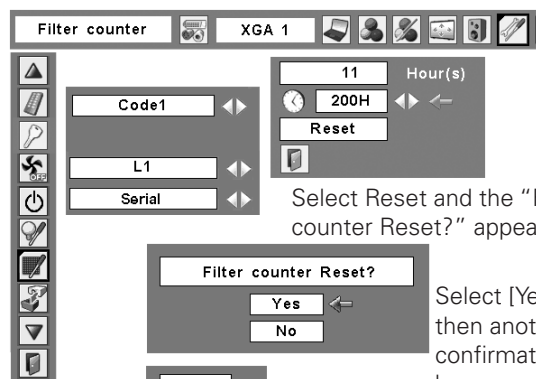 Filter counter XGA 1
11 Hour(s)
200H
Reset
Code1
L1
Serial
OFF
Select Reset and the
counter Reset?" appea
Filter counter Reset?
Yes
No
Select [Ye
then anot
confirmat